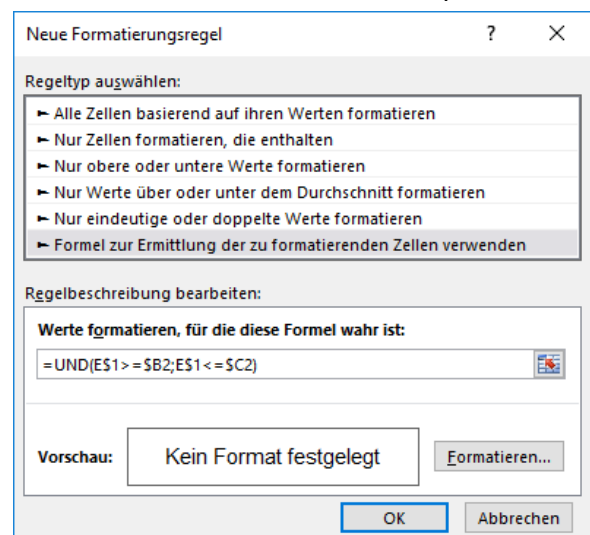 Neue Formatierungsregel ? ×
Regeltyp auswählen:
► Alle Zellen basierend auf ihren Werten formatieren
► Nur Zellen formatieren, die enthalten
► Nur obere oder untere Werte formatieren
► Nur Werte über oder unter dem Durchschnitt formatieren
► Nur eindeutige oder doppelte Werte formatieren
► Formel zur Ermittlung der zu formatierenden Zellen verwenden
Regelbeschreibung bearbeiten:
Werte formatieren, für die diese Formel wahr ist:
=UND(E$1>=$B2;E$1<=$C2)
Vorschau: Kein Format festgelegt Formatieren...
OK Abbrechen